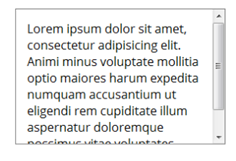 Lorem ipsum dolor sit amet,
consectetur adipisicing elit.
Animi minus voluptate mollitia
optio maiores harum expedita
numquam accusantium ut
eligendi rem cupiditate illum
aspernatur doloremque
possimus vitae voluptates